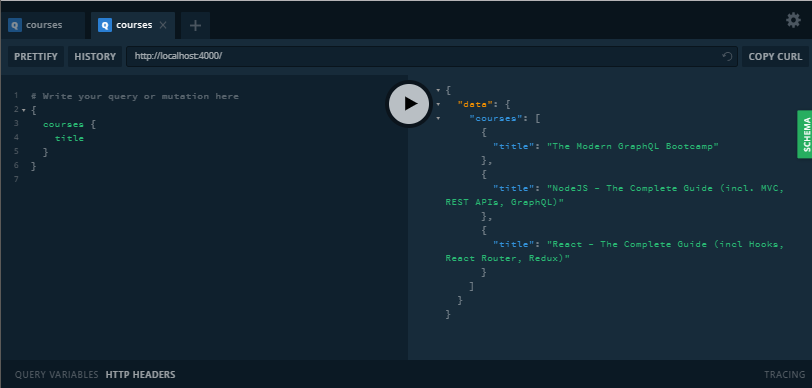 Q courses
Q courses ×
+
PRETTIFY HISTORY http://localhost:4000/ COPY CURL
1 # Write your query or mutation here
2 {
3 courses {
4 title
5 }
6 }
7
{
"data": {
"courses": [
{
"title": "The Modern GraphQL Bootcamp"
},
{
"title": "NodeJS - The Complete Guide (incl. MVC,
REST APIs, GraphQL)"
},
{
"title": "React - The Complete Guide (incl Hooks,
React Router, Redux)"
}
]
}
}
SCHEMA
QUERY VARIABLES HTTP HEADERS
TRACING